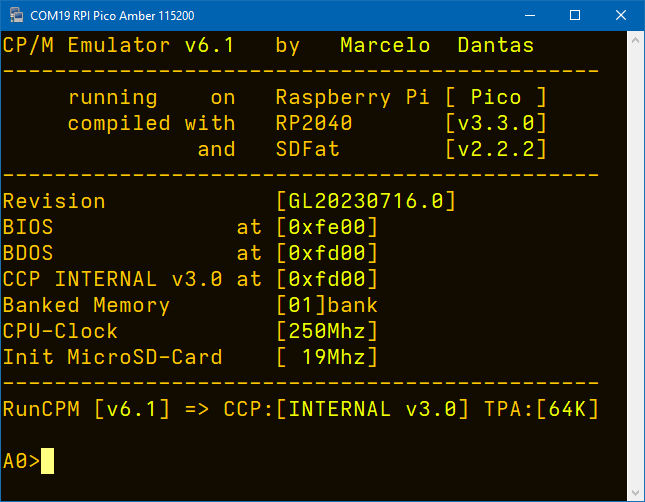 COM19 RPI Pico Amber 115200
CP/M Emulator v6.1   by   Marcelo  Dantas
----------------------------------------------
     running    on   Raspberry Pi [ Pico ]
     compiled with   RP2040       [v3.3.0]
               and   SDFat        [v2.2.2]
----------------------------------------------
Revision             [GL20230716.0]
BIOS              at [0xfe00]
BDOS              at [0xfd00]
CCP INTERNAL v3.0 at [0xfd00]
Banked Memory        [01]bank
CPU-Clock            [250Mhz]
Init MicroSD-Card    [ 19Mhz]
----------------------------------------------
RunCPM [v6.1] => CCP:[INTERNAL v3.0] TPA:[64K]
A0>